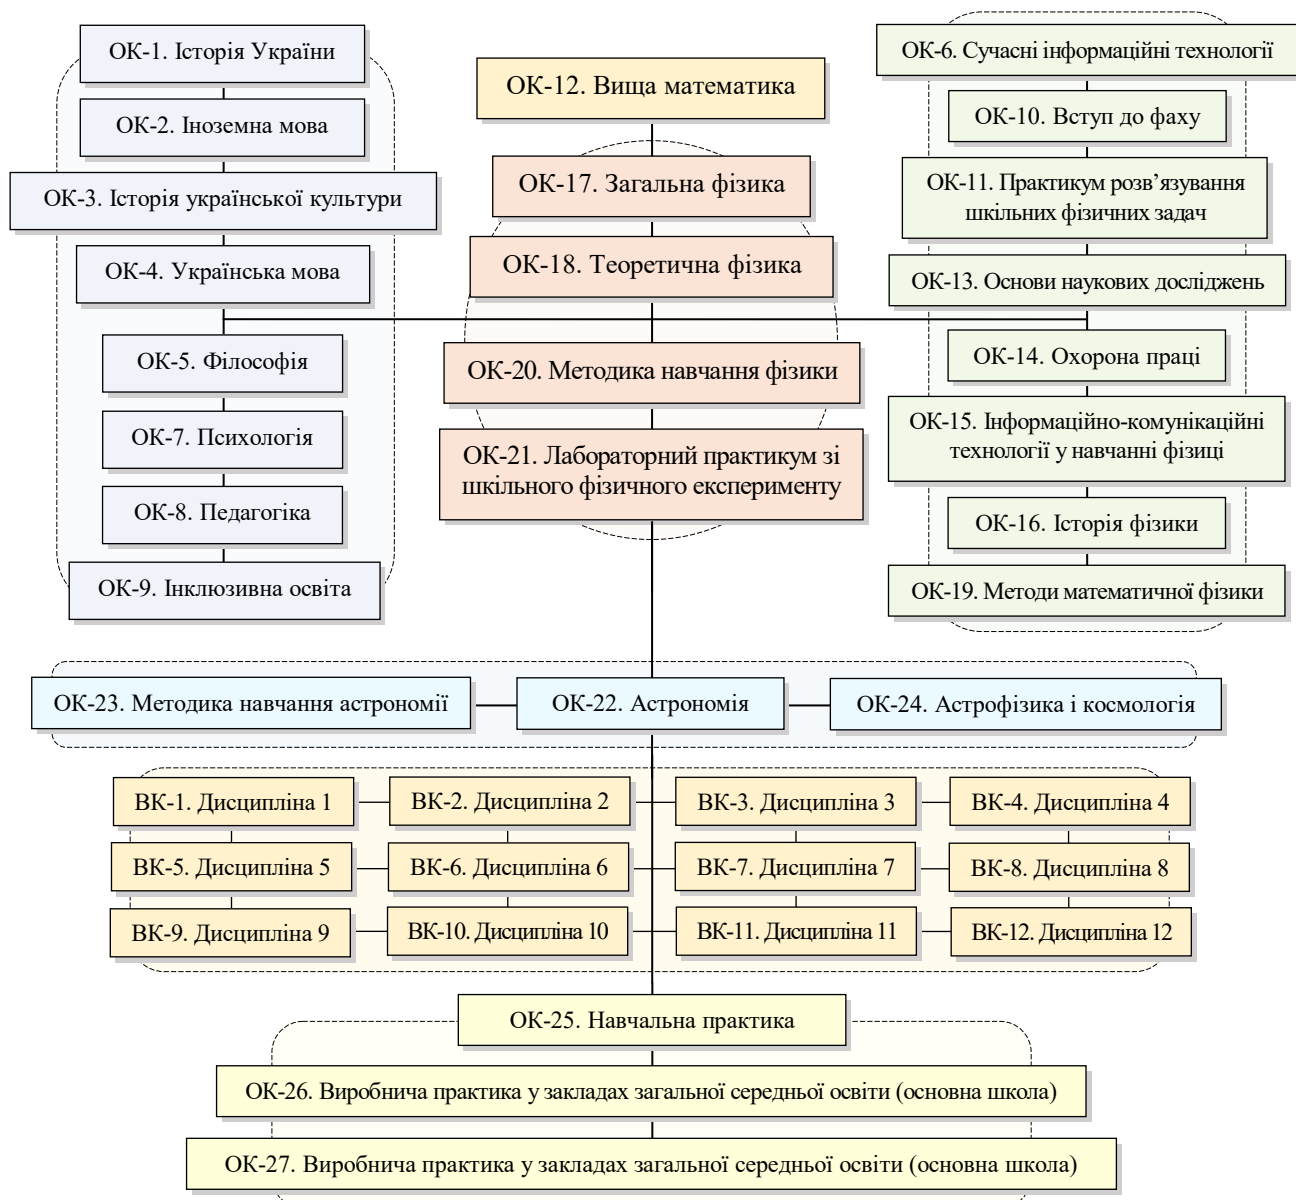 ОК-1. Історія України
ОК-2. Іноземна мова
ОК-3. Історія української культури
ОК-4. Українська мова
ОК-5. Філософія
ОК-7. Психологія
ОК-8. Педагогіка
ОК-9. Інклюзивна освіта
ОК-12. Вища математика
ОК-17. Загальна фізика
ОК-18. Теоретична фізика
ОК-20. Методика навчання фізики
ОК-21. Лабораторний практикум зі
шкільного фізичного експерименту
ОК-6. Сучасні інформаційні технології
ОК-10. Вступ до фаху
ОК-11. Практикум розв’язування
шкільних фізичних задач
ОК-13. Основи наукових досліджень
ОК-14. Охорона праці
ОК-15. Інформаційно-комунікаційні
технології у навчанні фізиці
ОК-16. Історія фізики
ОК-19. Методи математичної фізики
ОК-23. Методика навчання астрономії
ОК-22. Астрономія
ОК-24. Астрофізика і космологія
ВК-1. Дисципліна 1
ВК-2. Дисципліна 2
ВК-3. Дисципліна 3
ВК-4. Дисципліна 4
ВК-5. Дисципліна 5
ВК-6. Дисципліна 6
ВК-7. Дисципліна 7
ВК-8. Дисципліна 8
ВК-9. Дисципліна 9
ВК-10. Дисципліна 10
ВК-11. Дисципліна 11
ВК-12. Дисципліна 12
ОК-25. Навчальна практика
ОК-26. Виробнича практика у закладах загальної середньої освіти (основна школа)
ОК-27. Виробнича практика у закладах загальної середньої освіти (основна школа)